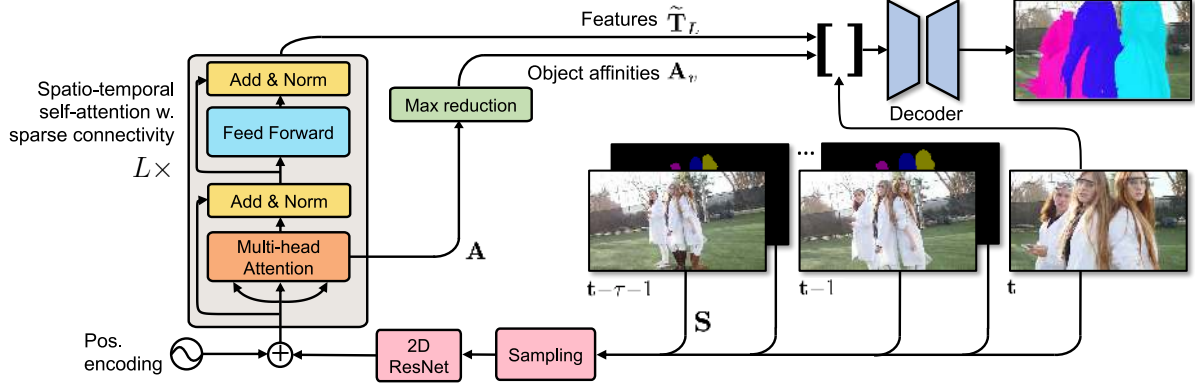 Features T̃_L
Object affinities A_v
Add & Norm
Spatio-temporal
self-attention w.
sparse connectivity
L×
Feed Forward
Max reduction
Decoder
Add & Norm
Multi-head
Attention
A
...
t−τ−1
t−1
t
S
Pos.
encoding
2D
ResNet
Sampling
[ ]
+